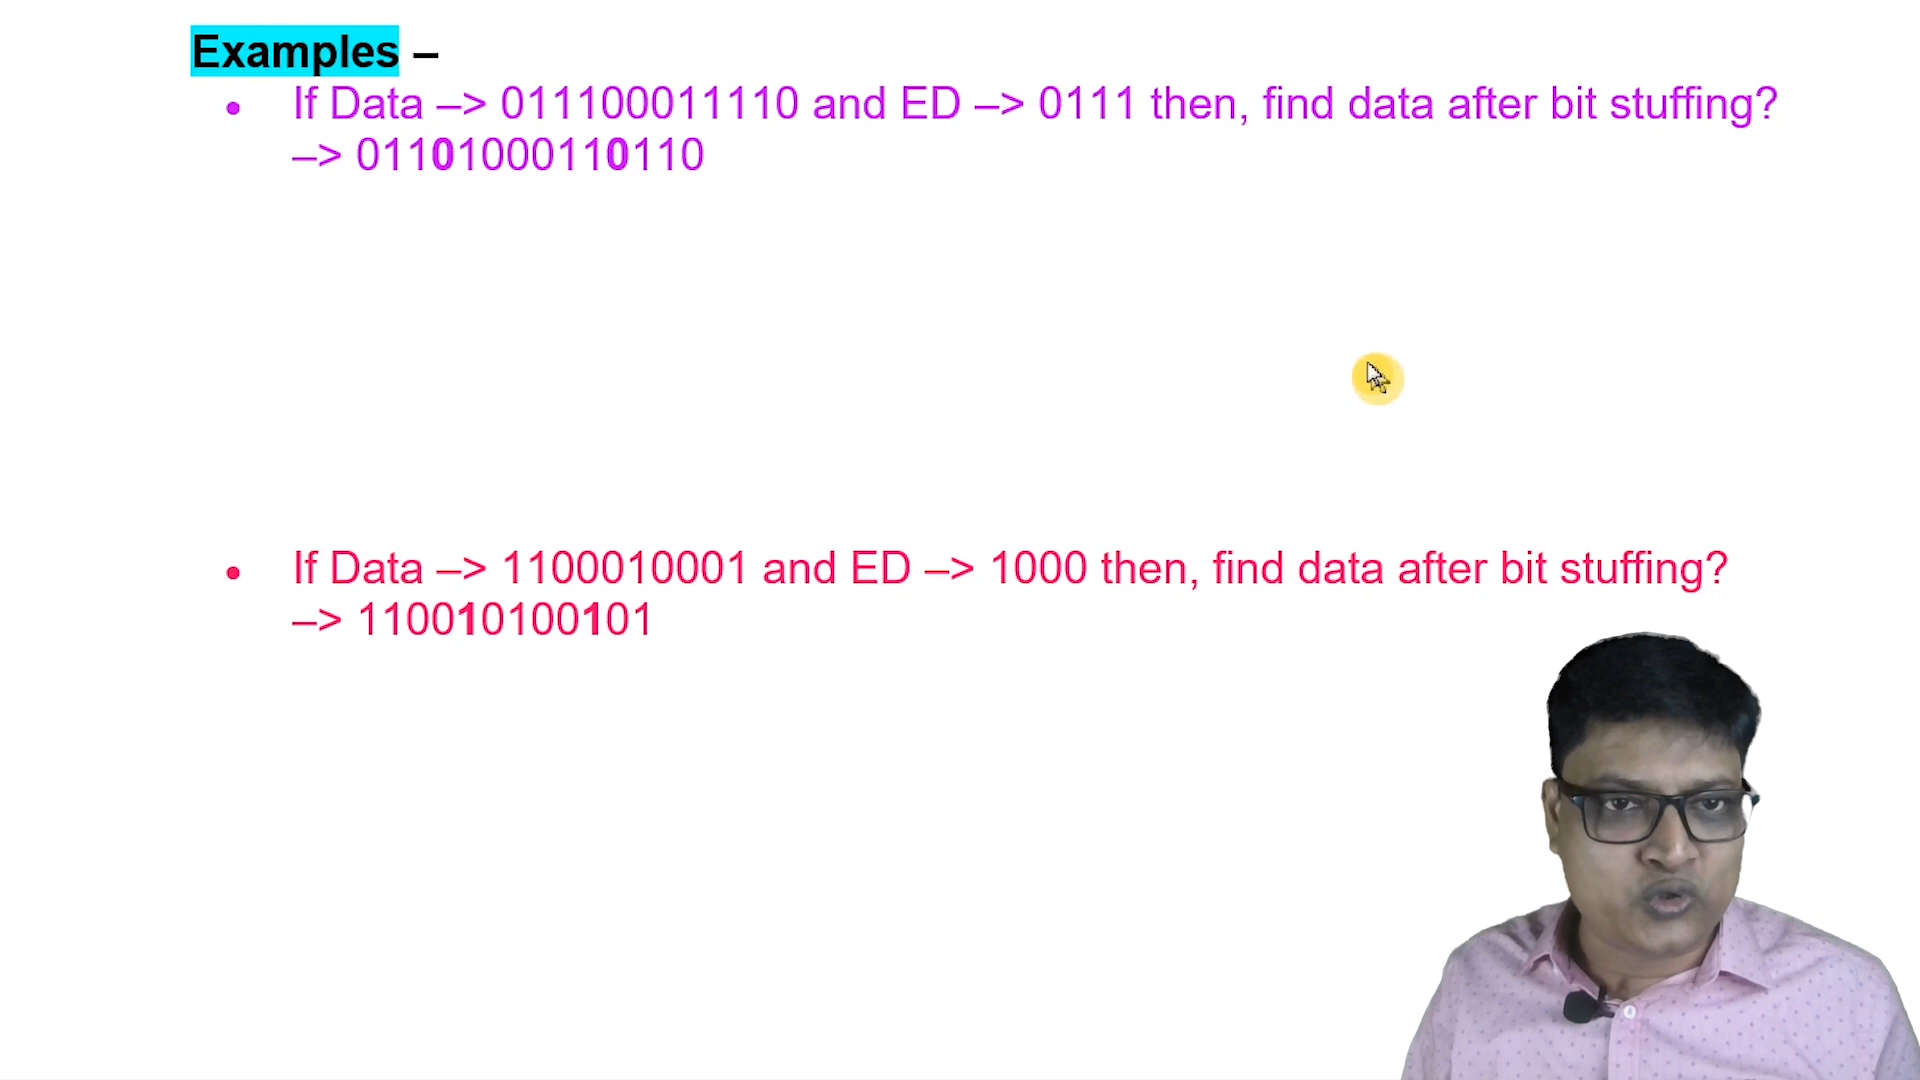 Examples –
• If Data –> 011100011110 and ED –> 0111 then, find data after bit stuffing?
–> 01101000110110
• If Data –> 1100010001 and ED –> 1000 then, find data after bit stuffing?
–> 110010100101